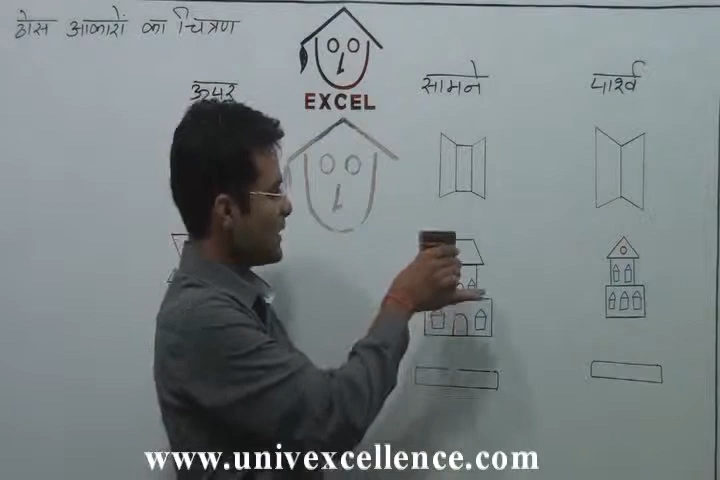 ठोस आकारों का चित्रण
EXCEL
ऊपर
सामने
पार्श्व
www.univexcellence.com